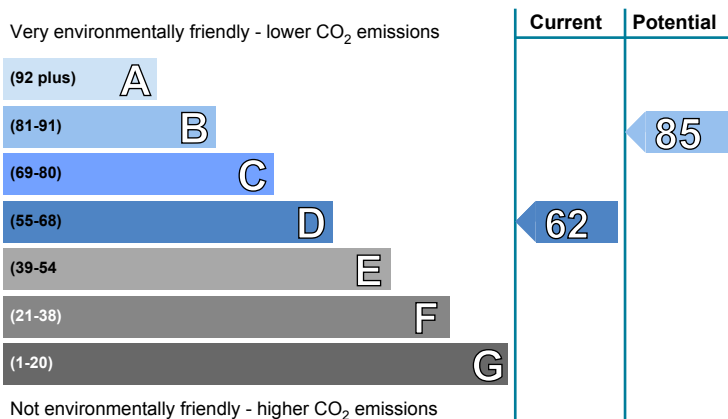 Current Potential
Very environmentally friendly - lower CO2 emissions
(92 plus) A
(81-91) B
85
(69-80) C
(55-68) D
62
(39-54 E
(21-38) F
(1-20) G
Not environmentally friendly - higher CO2 emissions